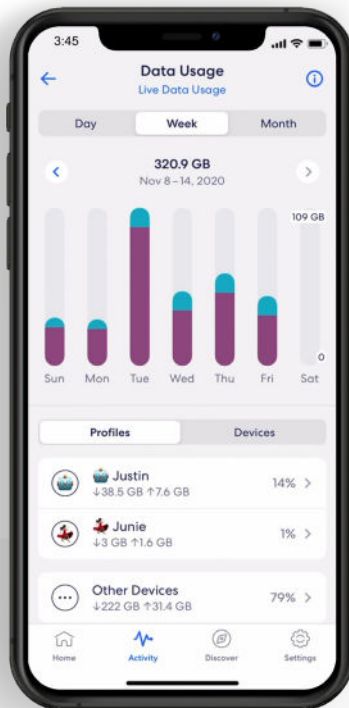 3:45
Data Usage
Live Data Usage
Day Week Month
320.9 GB
Nov 8–14, 2020
109 GB
0
Sun Mon Tue Wed Thu Fri Sat
Profiles Devices
Justin 14%
↓38.5 GB ↑7.6 GB
Junie 1%
↓3 GB ↑1.6 GB
Other Devices 79%
↓222 GB ↑31.4 GB
Home Activity Discover Settings